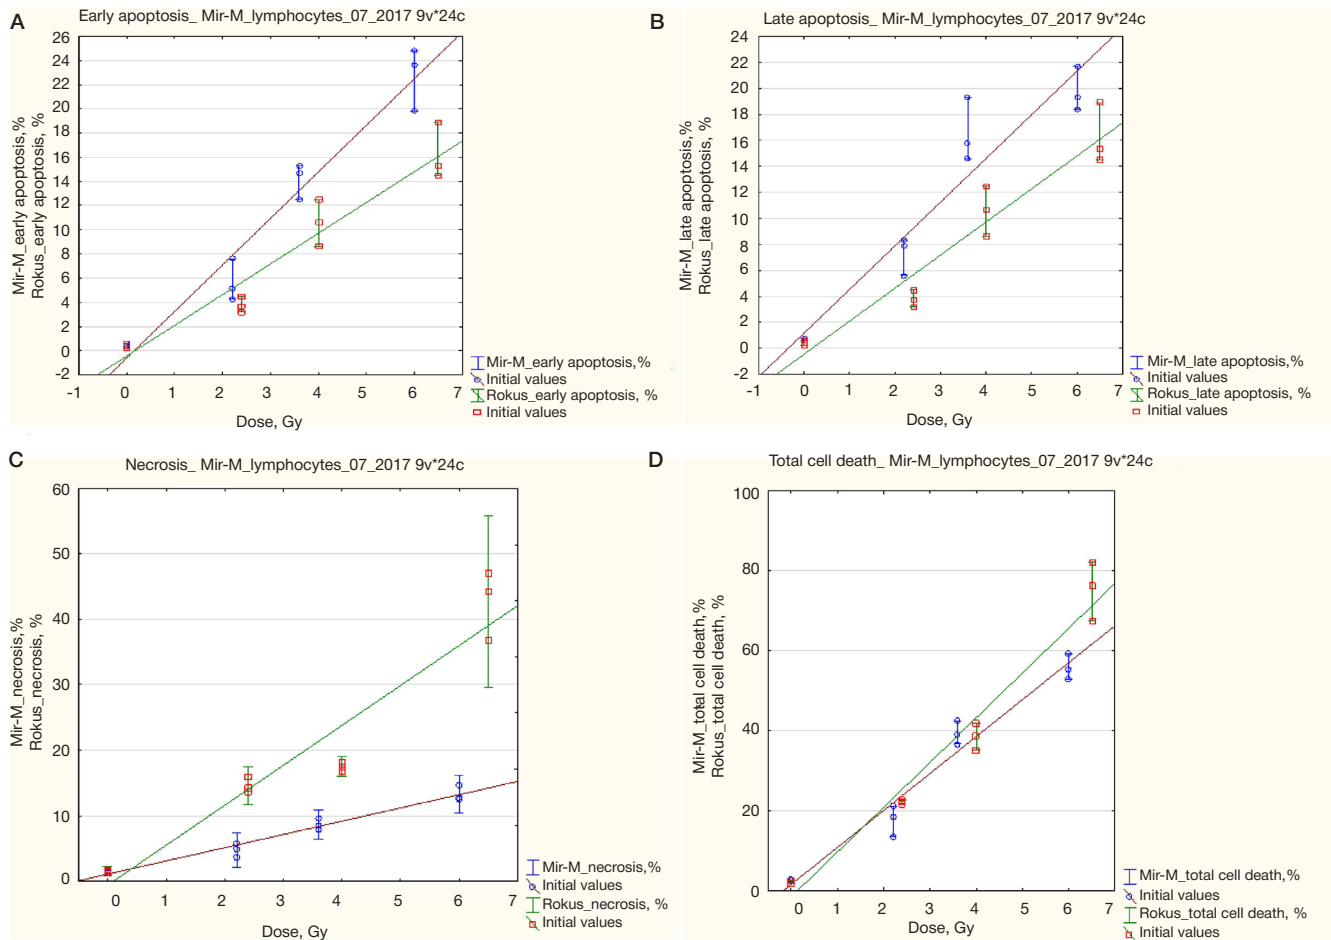 A
Early apoptosis_ Mir-M_lymphocytes_07_2017 9v*24c
Mir-M_early apoptosis,%
Rokus_early apoptosis, %
26
24
22
20
18
16
14
12
10
8
6
4
2
0
-2
-1 0 1 2 3 4 5 6 7
Dose, Gy
Mir-M_early apoptosis,%
Initial values
Rokus_early apoptosis, %
Initial values
B
Late apoptosis_ Mir-M_lymphocytes_07_2017 9v*24c
Mir-M_late apoptosis,%
Rokus_late apoptosis, %
24
22
20
18
16
14
12
10
8
6
4
2
0
-2
-1 0 1 2 3 4 5 6 7
Dose, Gy
Mir-M_late apoptosis,%
Initial values
Rokus_late apoptosis, %
Initial values
C
Necrosis_ Mir-M_lymphocytes_07_2017 9v*24c
Mir-M_necrosis,%
Rokus_necrosis, %
60
50
40
30
20
10
0
0 1 2 3 4 5 6 7
Dose, Gy
Mir-M_necrosis,%
Initial values
Rokus_necrosis, %
Initial values
D
Total cell death_ Mir-M_lymphocytes_07_2017 9v*24c
Mir-M_total cell death,%
Rokus_total cell death, %
100
80
60
40
20
0
0 1 2 3 4 5 6 7
Dose, Gy
Mir-M_total cell death,%
Initial values
Rokus_total cell death, %
Initial values